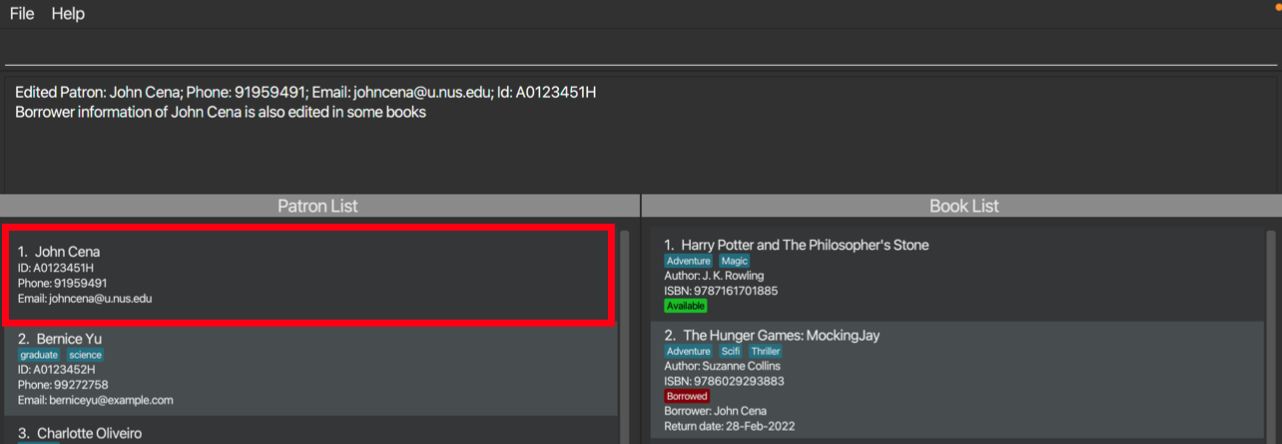 File Help
Edited Patron: John Cena; Phone: 91959491; Email: johncena@u.nus.edu; Id: A0123451H
Borrower information of John Cena is also edited in some books
Patron List
1. John Cena
ID: A0123451H
Phone: 91959491
Email: johncena@u.nus.edu
2. Bernice Yu
graduate science
ID: A0123452H
Phone: 99272758
Email: berniceyu@example.com
3. Charlotte Oliveiro
Book List
1. Harry Potter and The Philosopher's Stone
Adventure Magic
Author: J. K. Rowling
ISBN: 9787161701885
Available
2. The Hunger Games: MockingJay
Adventure Scifi Thriller
Author: Suzanne Collins
ISBN: 9786029293883
Borrowed
Borrower: John Cena
Return date: 28-Feb-2022